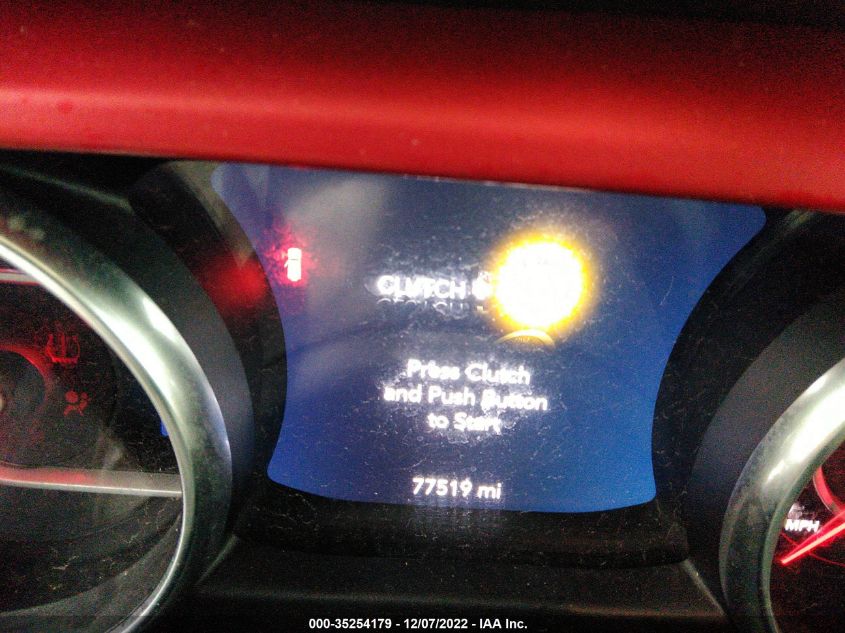 CLUTCH
Press Clutch
and Push Button
to Start
77519 mi
MPH
000-35254179 - 12/07/2022 - IAA Inc.